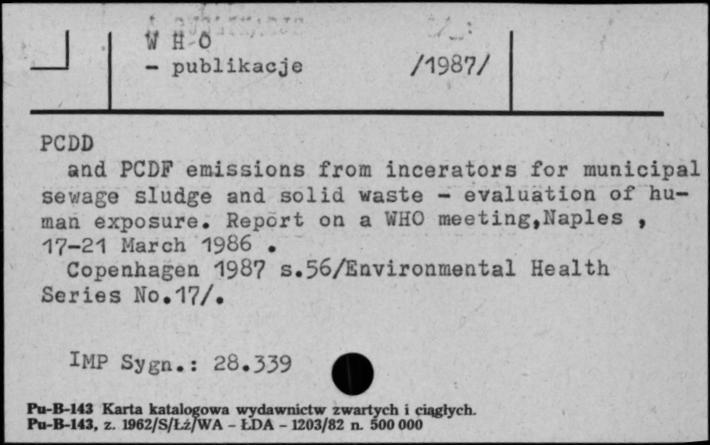 W H O
- publikacje /1987/
PCDD
and PCDF emissions from incerators for municipal
sewage sludge and solid waste - evaluation of hu-
man exposure. Report on a WHO meeting,Naples ,
17-21 March 1986 .
Copenhagen 1987 s.56/Environmental Health
Series No.17/.
IMP Sygn.: 28.339
Pu-B-143 Karta katalogowa wydawnictw zwartych i ciągłych.
Pu-B-143, z. 1962/S/Łż/WA - ŁDA - 1203/82 n. 500 000